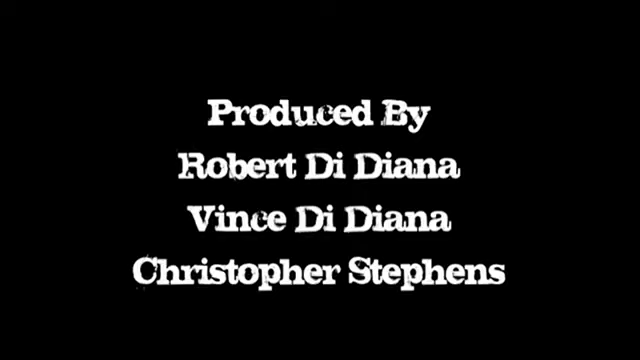 Produced By
Robert Di Diana
Vince Di Diana
Christopher Stephens